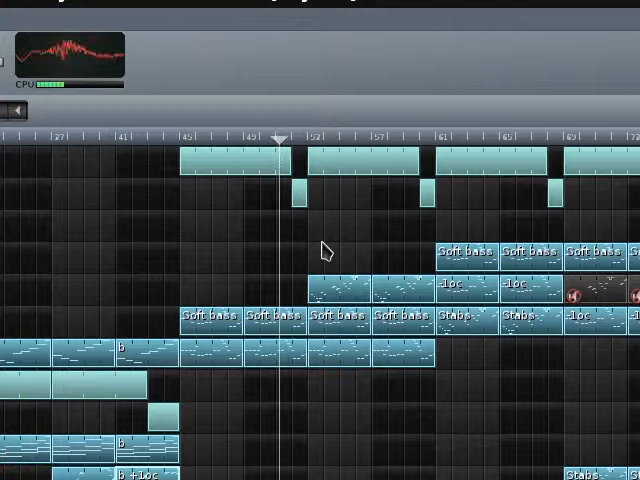 CPU
27 41 45 49 52 57 61 65 69 72
Soft bass Soft bass Soft bass
-1oc -1oc
Soft bass Soft bass Soft bass Soft bass Stabs Stabs -1oc
b
b
b +1oc Stabs